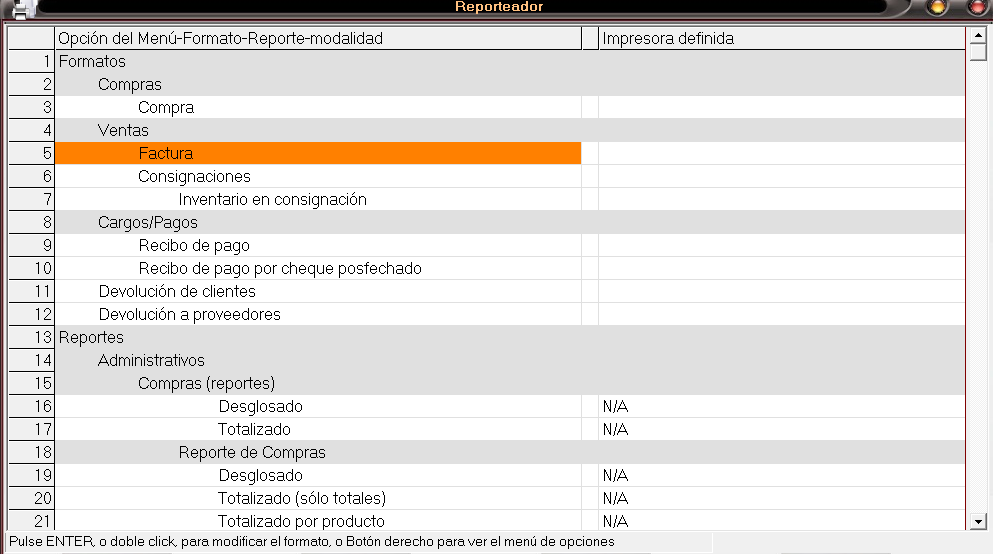 Reporteador
Opción del Menú-Formato-Reporte-modalidad Impresora definida
1 Formatos
2 Compras
3 Compra
4 Ventas
5 Factura
6 Consignaciones
7 Inventario en consignación
8 Cargos/Pagos
9 Recibo de pago
10 Recibo de pago por cheque posfechado
11 Devolución de clientes
12 Devolución a proveedores
13 Reportes
14 Administrativos
15 Compras (reportes)
16 Desglosado N/A
17 Totalizado N/A
18 Reporte de Compras
19 Desglosado N/A
20 Totalizado (sólo totales) N/A
21 Totalizado por producto N/A
Pulse ENTER, o doble click, para modificar el formato, o Botón derecho para ver el menú de opciones